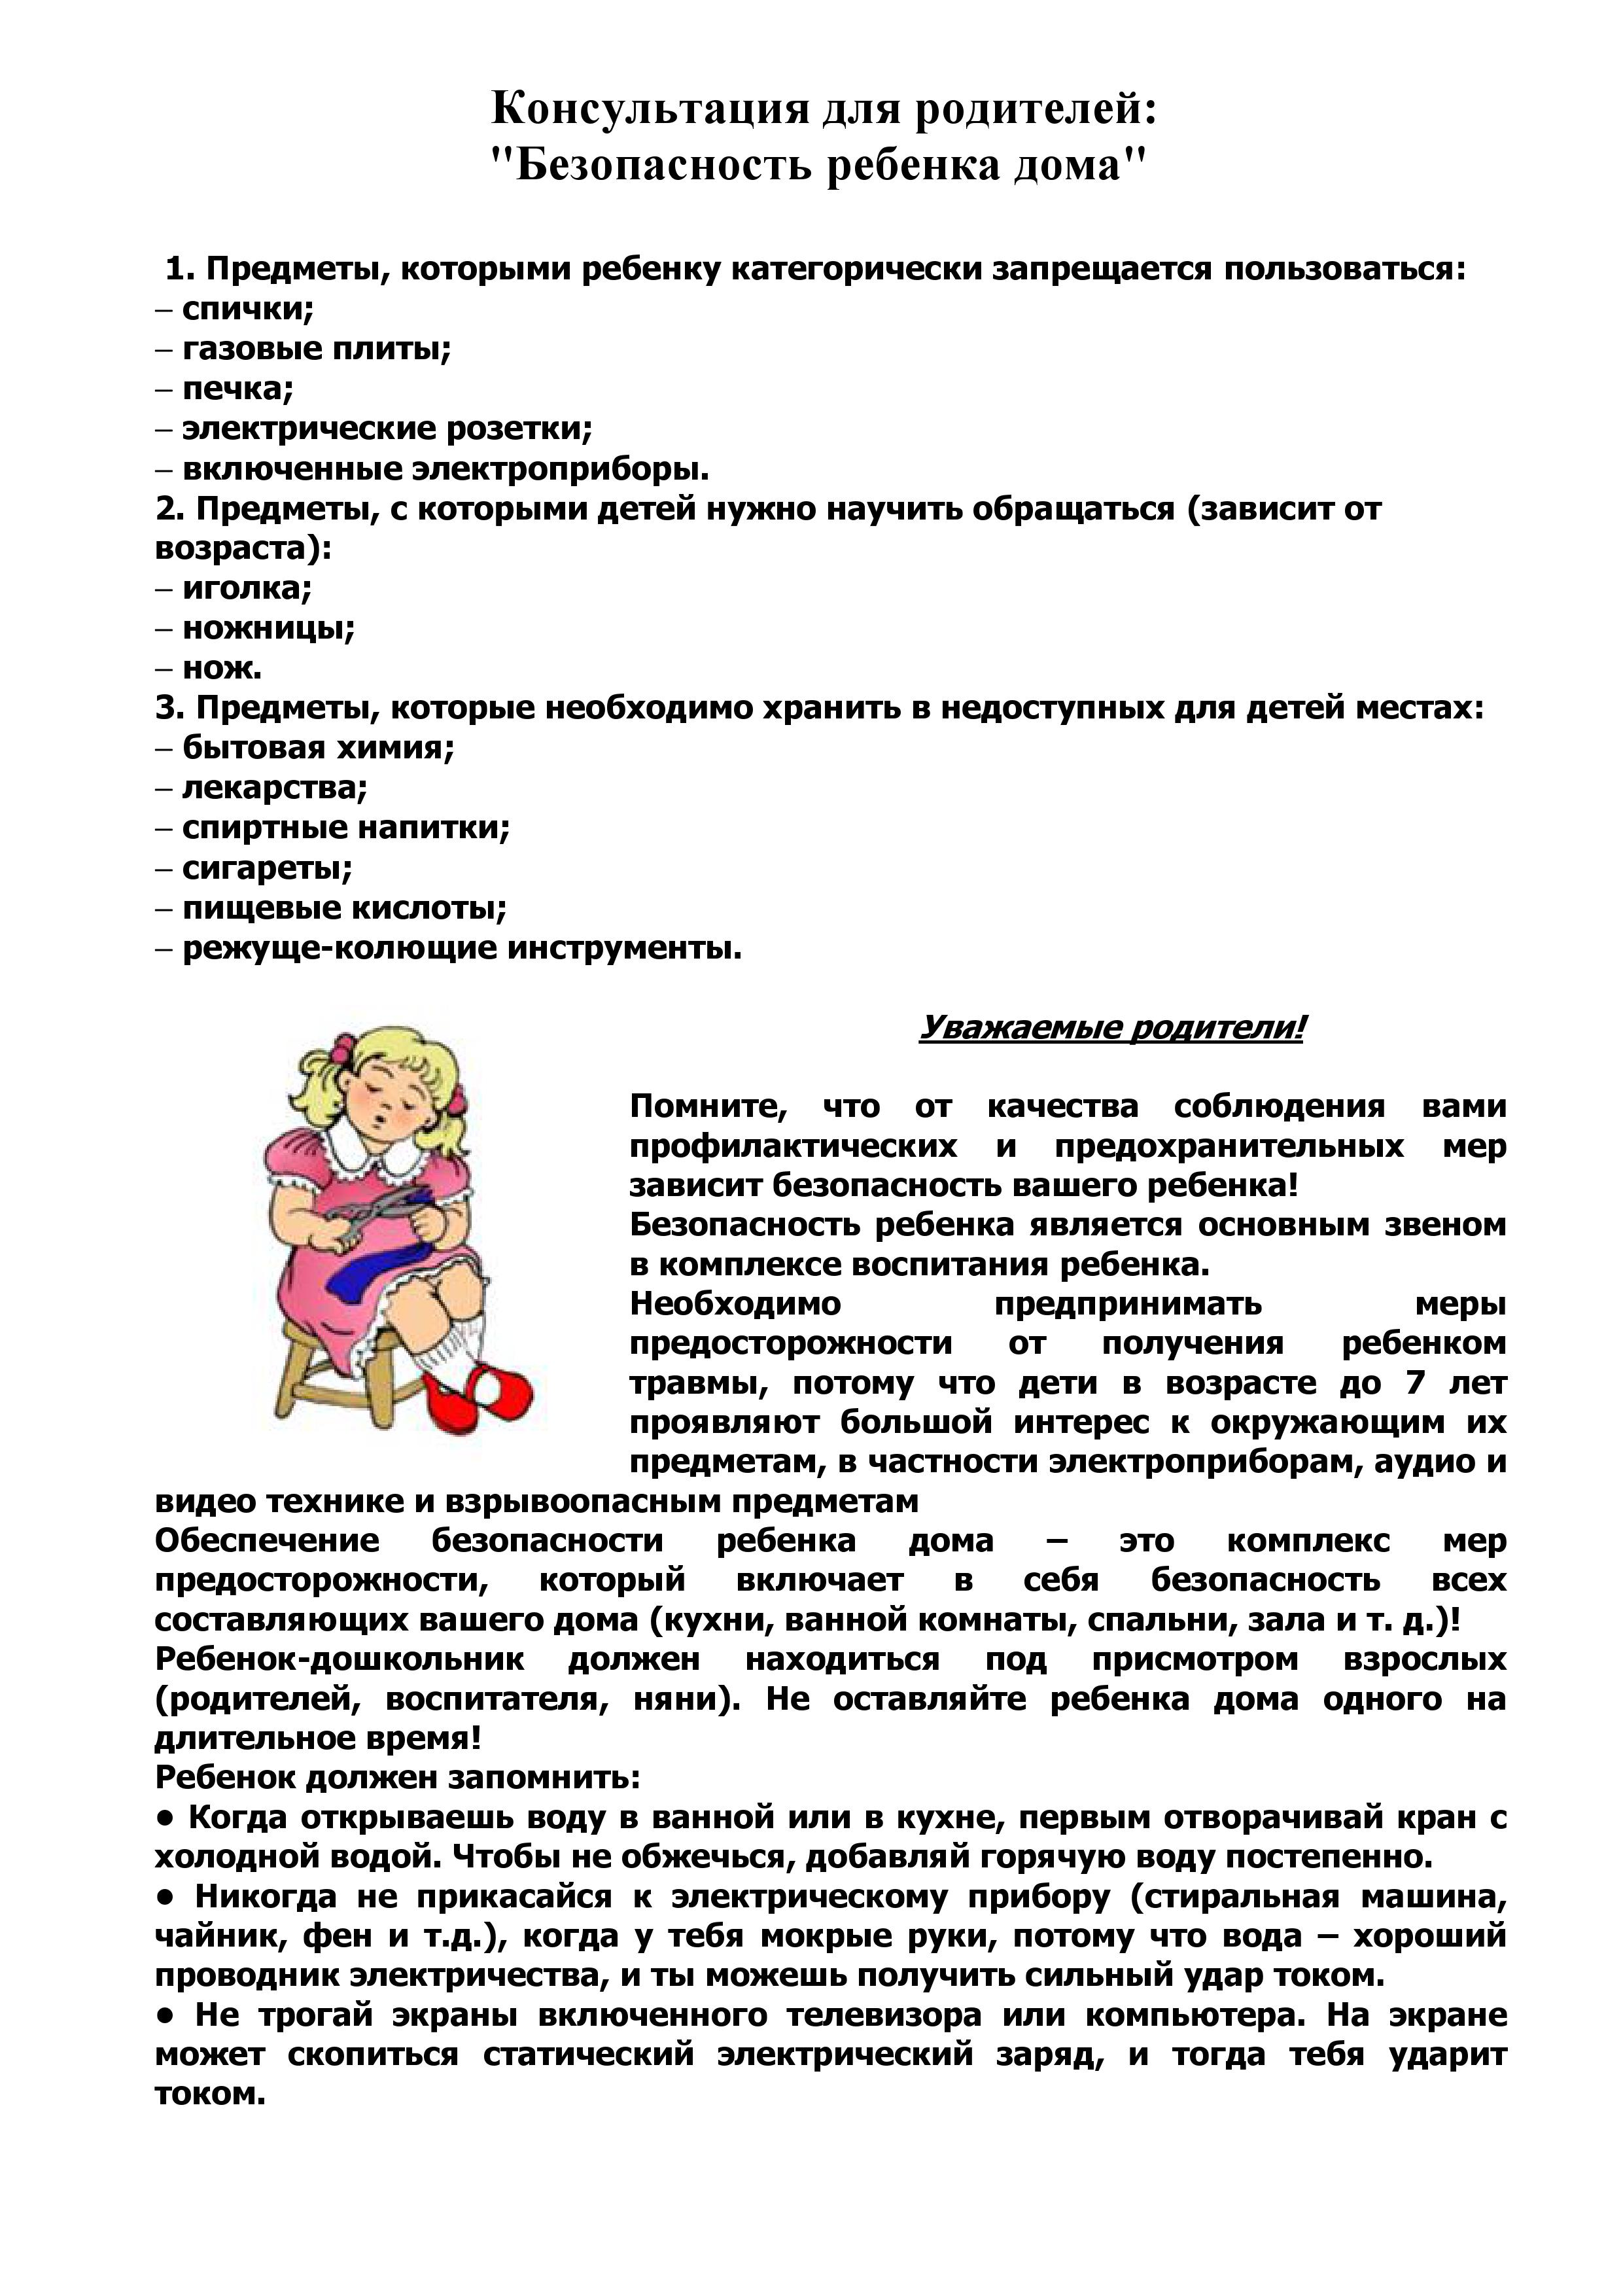 Консультация для родителей:
"Безопасность ребенка дома"
1. Предметы, которыми ребенку категорически запрещается пользоваться:
– спички;
– газовые плиты;
– печка;
– электрические розетки;
– включенные электроприборы.
2. Предметы, с которыми детей нужно научить обращаться (зависит от
возраста):
– иголка;
– ножницы;
– нож.
3. Предметы, которые необходимо хранить в недоступных для детей местах:
– бытовая химия;
– лекарства;
– спиртные напитки;
– сигареты;
– пищевые кислоты;
– режуще-колющие инструменты.
Уважаемые родители!
Помните, что от качества соблюдения вами
профилактических и предохранительных мер
зависит безопасность вашего ребенка!
Безопасность ребенка является основным звеном
в комплексе воспитания ребенка.
Необходимо предпринимать меры
предосторожности от получения ребенком
травмы, потому что дети в возрасте до 7 лет
проявляют большой интерес к окружающим их
предметам, в частности электроприборам, аудио и
видео технике и взрывоопасным предметам
Обеспечение безопасности ребенка дома – это комплекс мер
предосторожности, который включает в себя безопасность всех
составляющих вашего дома (кухни, ванной комнаты, спальни, зала и т. д.)!
Ребенок-дошкольник должен находиться под присмотром взрослых
(родителей, воспитателя, няни). Не оставляйте ребенка дома одного на
длительное время!
Ребенок должен запомнить:
● Когда открываешь воду в ванной или в кухне, первым отворачивай кран с
холодной водой. Чтобы не обжечься, добавляй горячую воду постепенно.
● Никогда не прикасайся к электрическому прибору (стиральная машина,
чайник, фен и т.д.), когда у тебя мокрые руки, потому что вода – хороший
проводник электричества, и ты можешь получить сильный удар током.
● Не трогай экраны включенного телевизора или компьютера. На экране
может скопиться статический электрический заряд, и тогда тебя ударит
током.